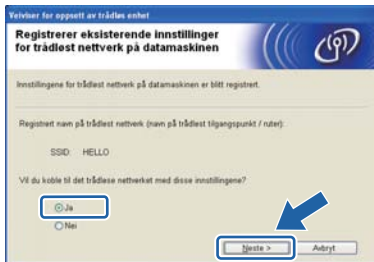 Veiviser for oppsett av trådløs enhet
Registrerer eksisterende innstillinger
for trådløst nettverk på datamaskinen
Innstillingene for trådløst nettverk på datamaskinen er blitt registrert.
Registrert navn på trådløst nettverk (navn på trådløst tilgangspunkt / ruter):
SSID: HELLO
Vil du koble til det trådløse nettverket med disse innstillingene?
Ja
Nei
Neste >
Avbryt